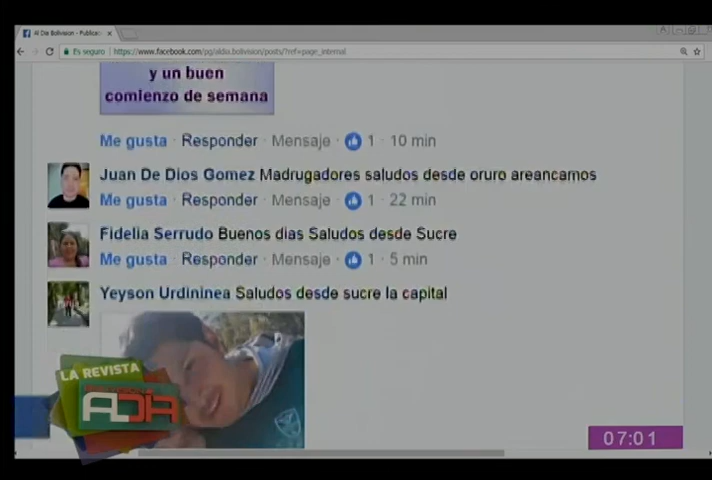 Al Día Bolivision - Publicac
Es seguro https://www.facebook.com/pg/aldia.bolivision/posts/?ref=page_internal
y un buen
comienzo de semana
Me gusta · Responder · Mensaje · 1 · 10 min
Juan De Dios Gomez Madrugadores saludos desde oruro areancamos
Me gusta · Responder · Mensaje · 1 · 22 min
Fidelia Serrudo Buenos dias Saludos desde Sucre
Me gusta · Responder · Mensaje · 1 · 5 min
Yeyson Urdininea Saludos desde sucre la capital
LA REVISTA
ALDÍA
07:01